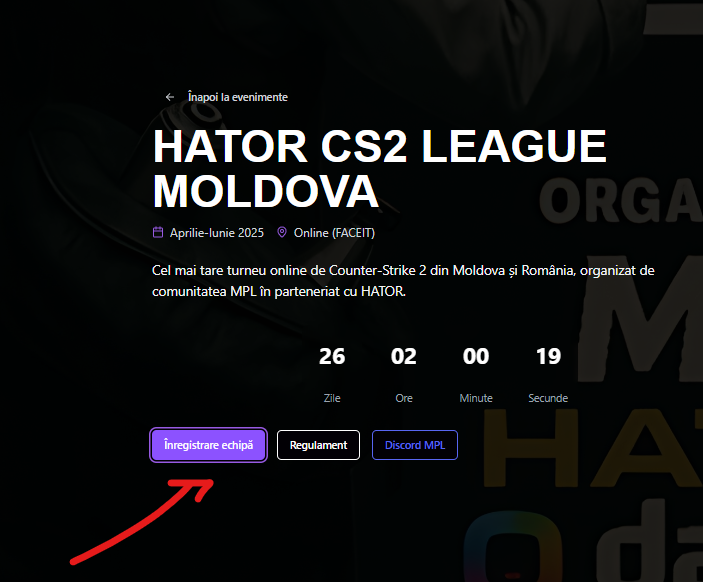 Înapoi la evenimente
HATOR CS2 LEAGUE
MOLDOVA
Aprilie-Iunie 2025 Online (FACEIT)
Cel mai tare turneu online de Counter-Strike 2 din Moldova și România, organizat de
comunitatea MPL în parteneriat cu HATOR.
26 02 00 19
Zile Ore Minute Secunde
Înregistrare echipă Regulament Discord MPL
ORGA
M
HAT
da